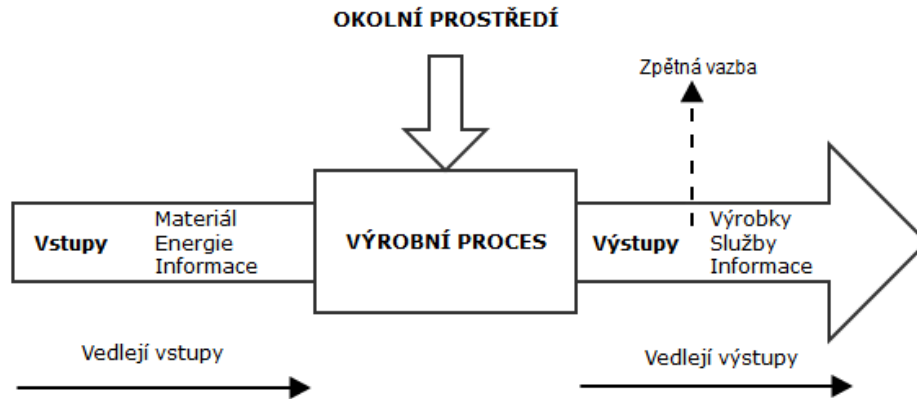 OKOLNÍ PROSTŘEDÍ
Zpětná vazba
Vstupy
Materiál
Energie
Informace
VÝROBNÍ PROCES
Výstupy
Výrobky
Služby
Informace
Vedlejí vstupy
Vedlejí výstupy